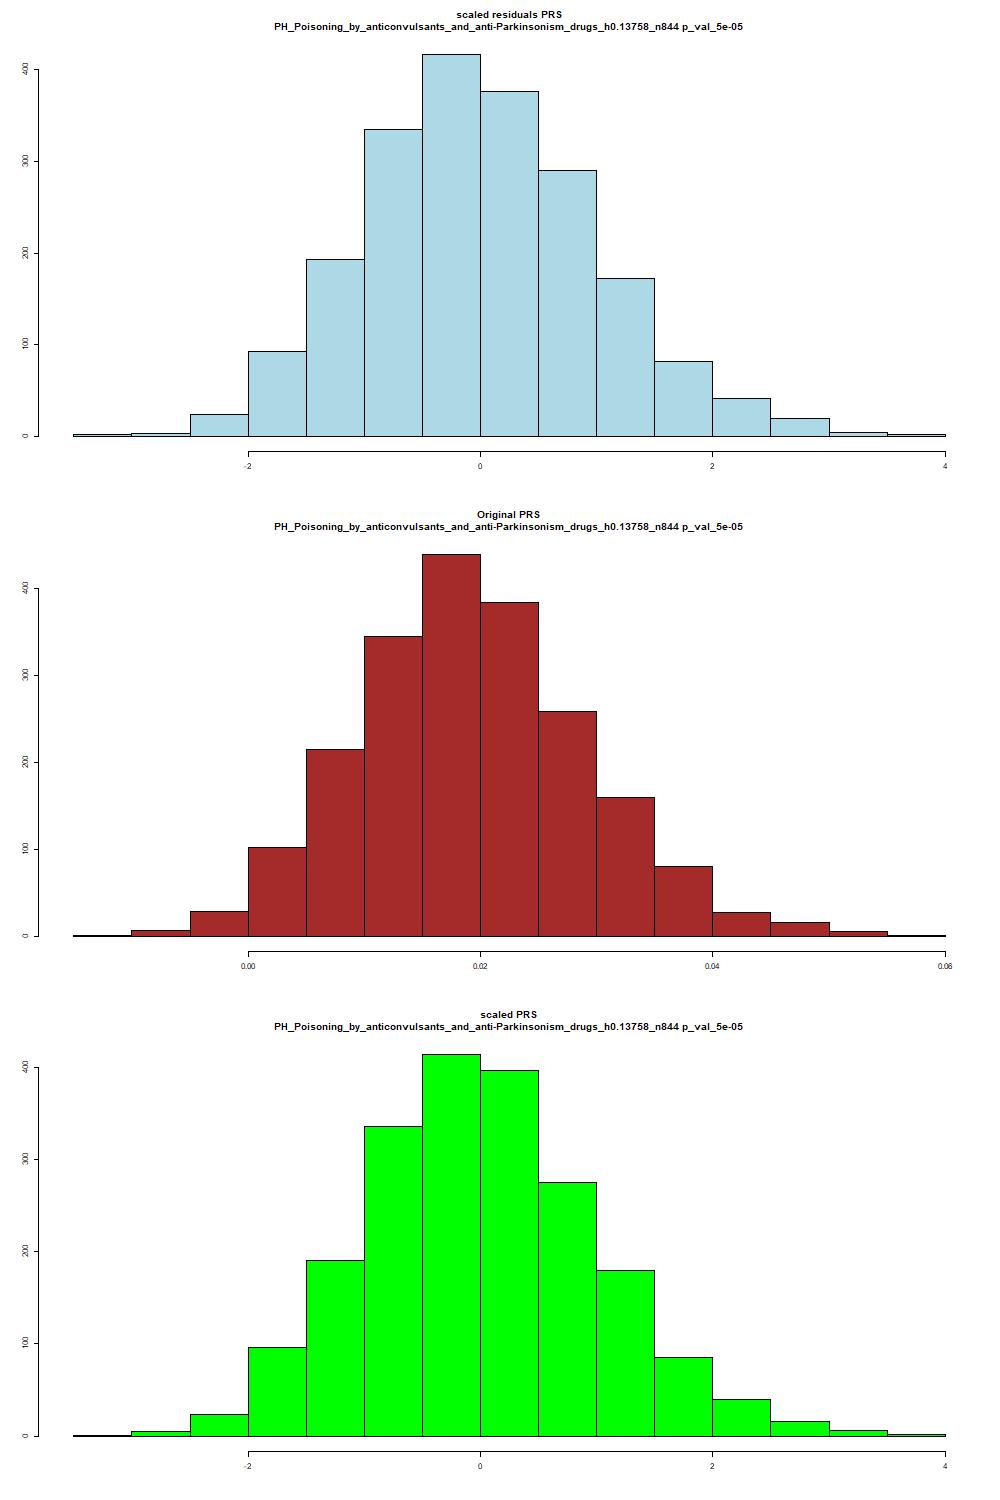 scaled residuals PRS
PH_Poisoning_by_anticonvulsants_and_anti-Parkinsonism_drugs_h0.13758_n844 p_val_5e-05
400
300
200
100
0
-2 0 2 4
Original PRS
PH_Poisoning_by_anticonvulsants_and_anti-Parkinsonism_drugs_h0.13758_n844 p_val_5e-05
400
300
200
100
0
0.00 0.02 0.04 0.06
scaled PRS
PH_Poisoning_by_anticonvulsants_and_anti-Parkinsonism_drugs_h0.13758_n844 p_val_5e-05
400
300
200
100
0
-2 0 2 4